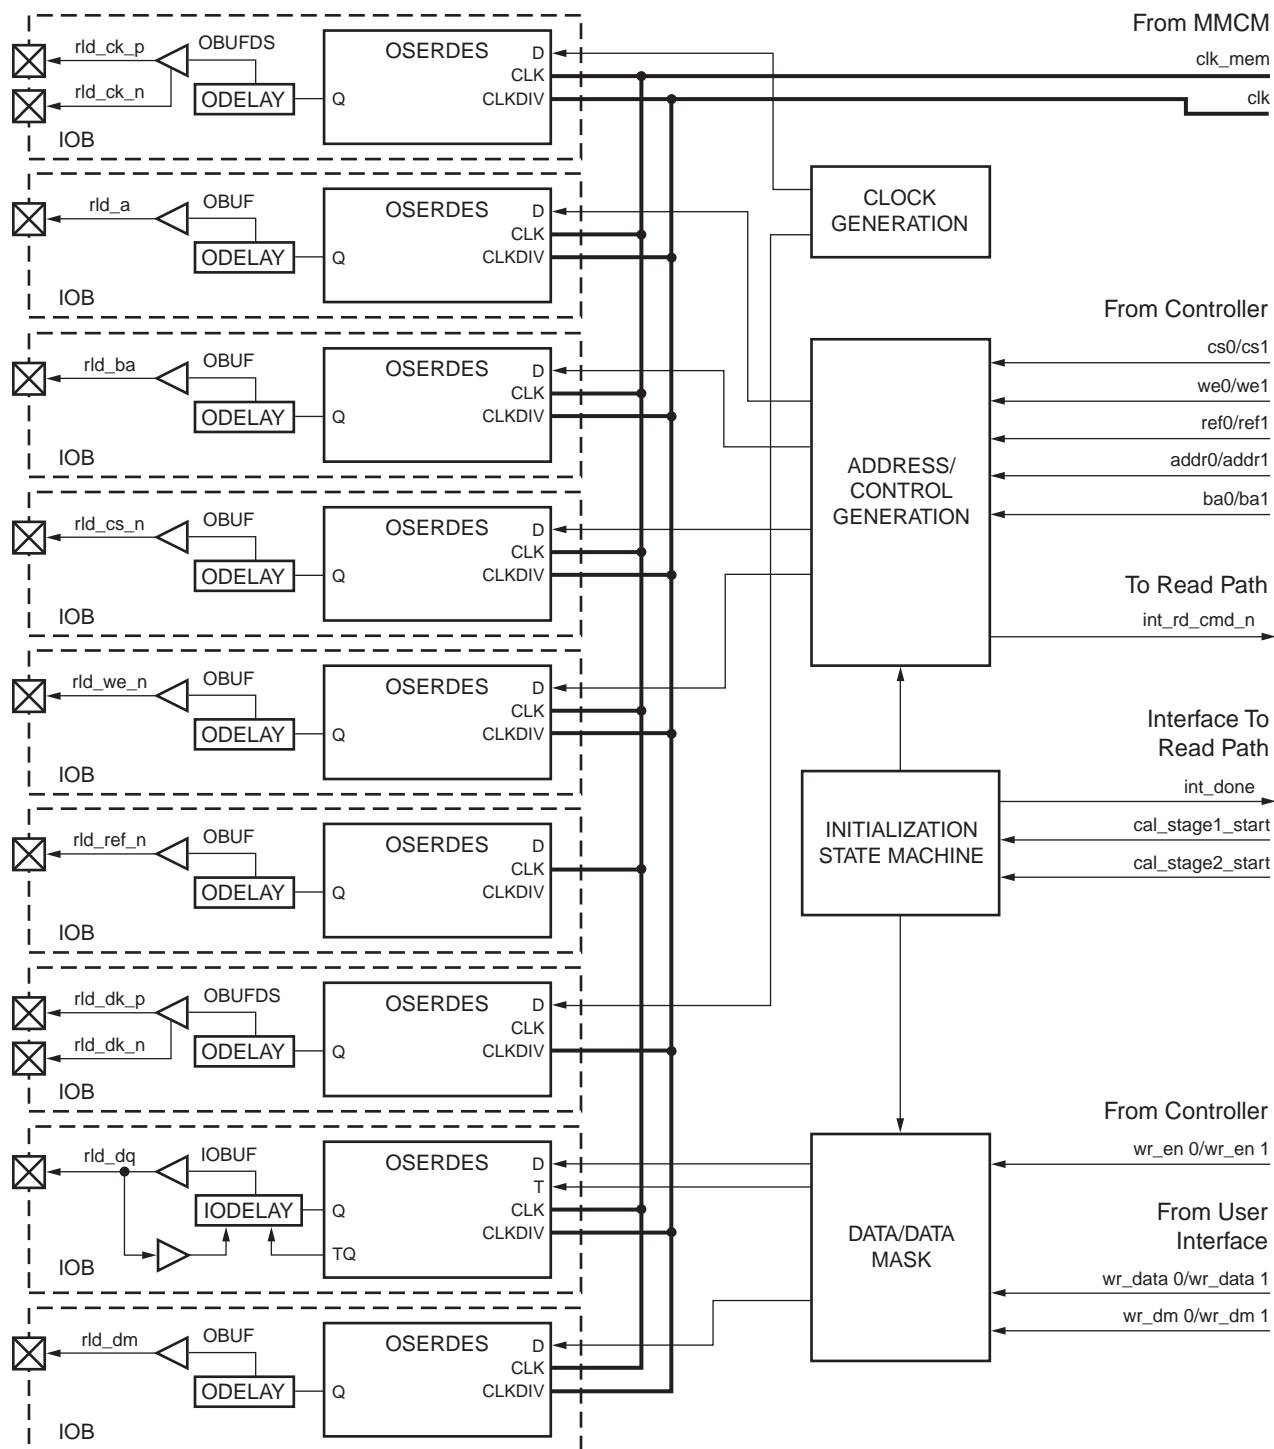 From MMCM
clk_mem
clk
rld_ck_p
OBUFDS
OSERDES
D
CLK
CLKDIV
rld_ck_n
ODELAY
Q
IOB
CLOCK
GENERATION
rld_a
OBUF
OSERDES
D
CLK
CLKDIV
ODELAY
Q
IOB
From Controller
cs0/cs1
we0/we1
ref0/ref1
addr0/addr1
ba0/ba1
ADDRESS/
CONTROL
GENERATION
rld_ba
OBUF
OSERDES
D
CLK
CLKDIV
ODELAY
Q
IOB
rld_cs_n
OBUF
OSERDES
D
CLK
CLKDIV
ODELAY
Q
IOB
To Read Path
int_rd_cmd_n
rld_we_n
OBUF
OSERDES
D
CLK
CLKDIV
ODELAY
Q
IOB
Interface To
Read Path
int_done
cal_stage1_start
cal_stage2_start
INITIALIZATION
STATE MACHINE
rld_ref_n
OBUF
OSERDES
D
CLK
CLKDIV
ODELAY
Q
IOB
rld_dk_p
OBUFDS
OSERDES
D
CLK
CLKDIV
rld_dk_n
ODELAY
Q
IOB
From Controller
wr_en 0/wr_en 1
From User
Interface
wr_data 0/wr_data 1
wr_dm 0/wr_dm 1
DATA/DATA
MASK
rld_dq
IOBUF
OSERDES
D
T
CLK
CLKDIV
IODELAY
Q
TQ
IOB
rld_dm
OBUF
OSERDES
D
CLK
CLKDIV
ODELAY
Q
IOB